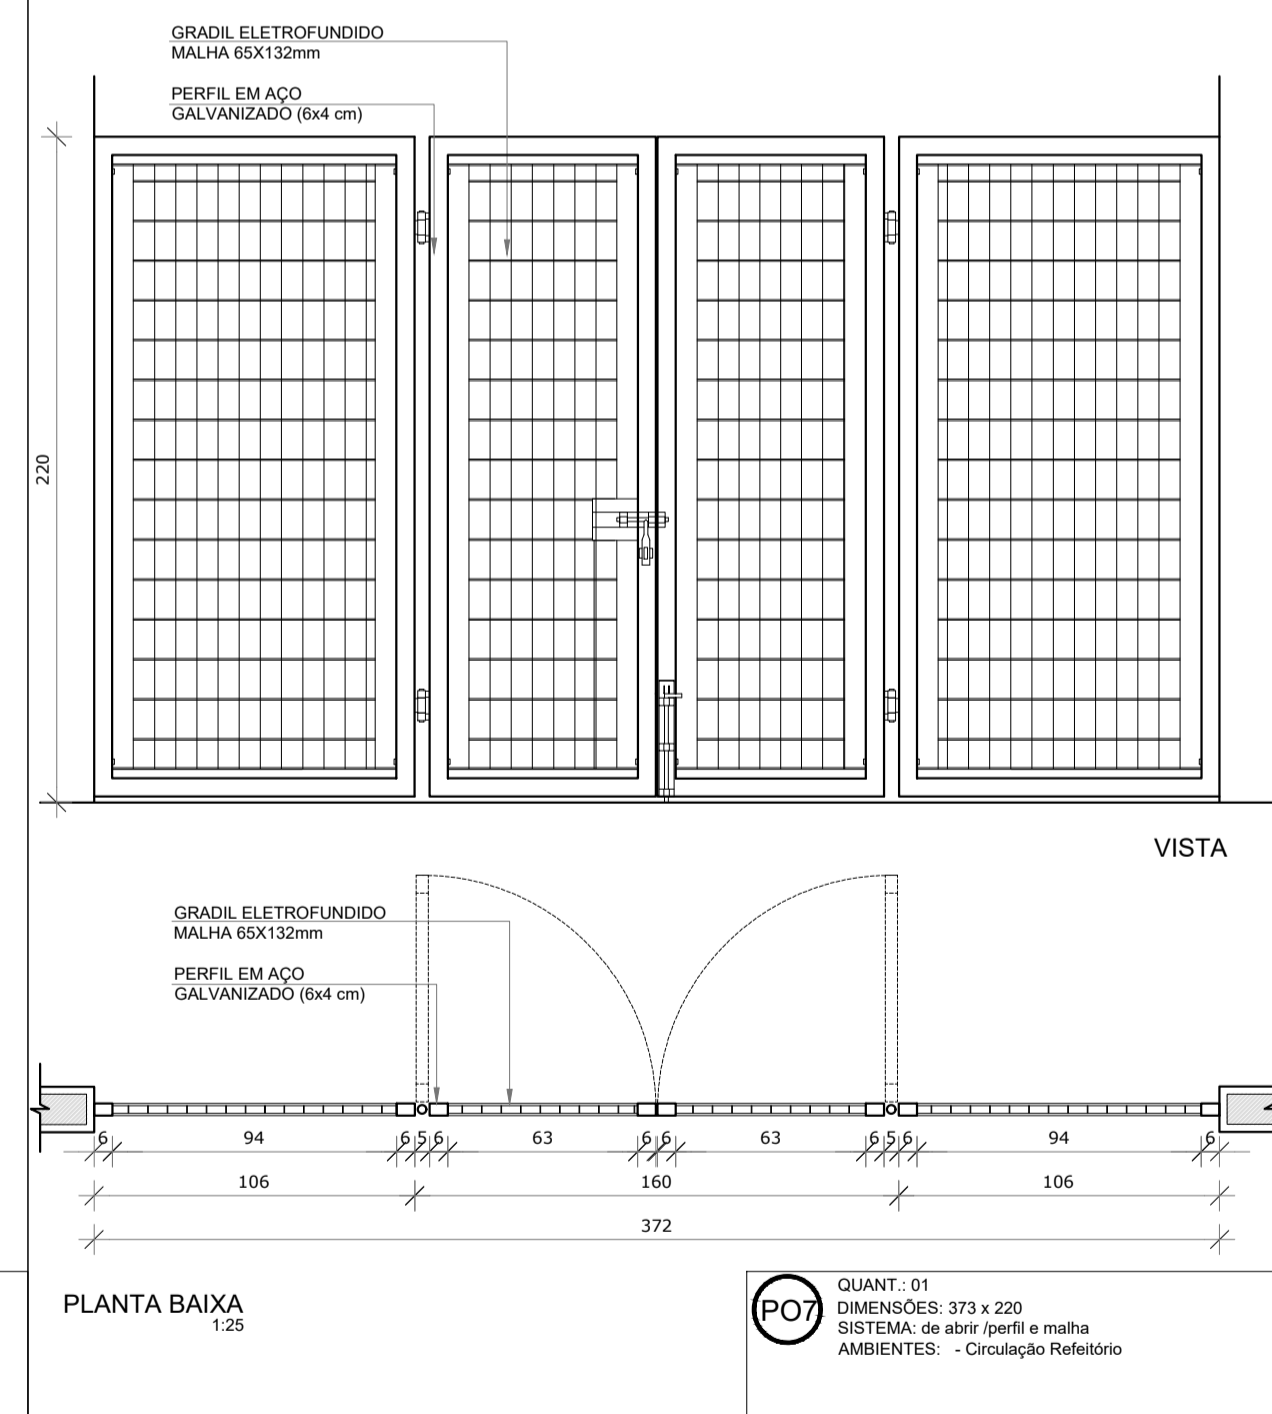 GRADIL ELETROFUNDIDO
MALHA 65X132mm
PERFIL EM AÇO
GALVANIZADO (6x4 cm)
220
VISTA
GRADIL ELETROFUNDIDO
MALHA 65X132mm
PERFIL EM AÇO
GALVANIZADO (6x4 cm)
6 94 6 5 6 63 6 6 63 6 5 6 94 6
106 160 106
372
PLANTA BAIXA
1:25
PO7
QUANT.: 01
DIMENSÕES: 373 x 220
SISTEMA: de abrir /perfil e malha
AMBIENTES: - Circulação Refeitório